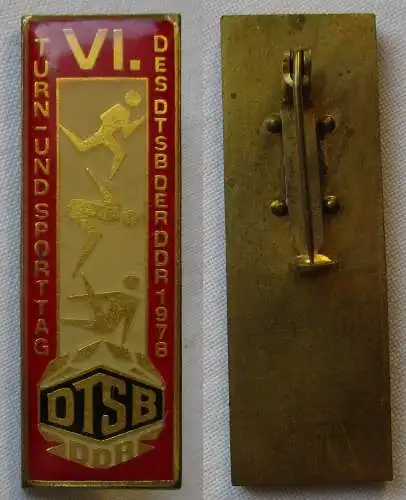 VI.
TURN-UND SPORTTAG
DES DTSB DER DDR 1978
DTSB
DDR